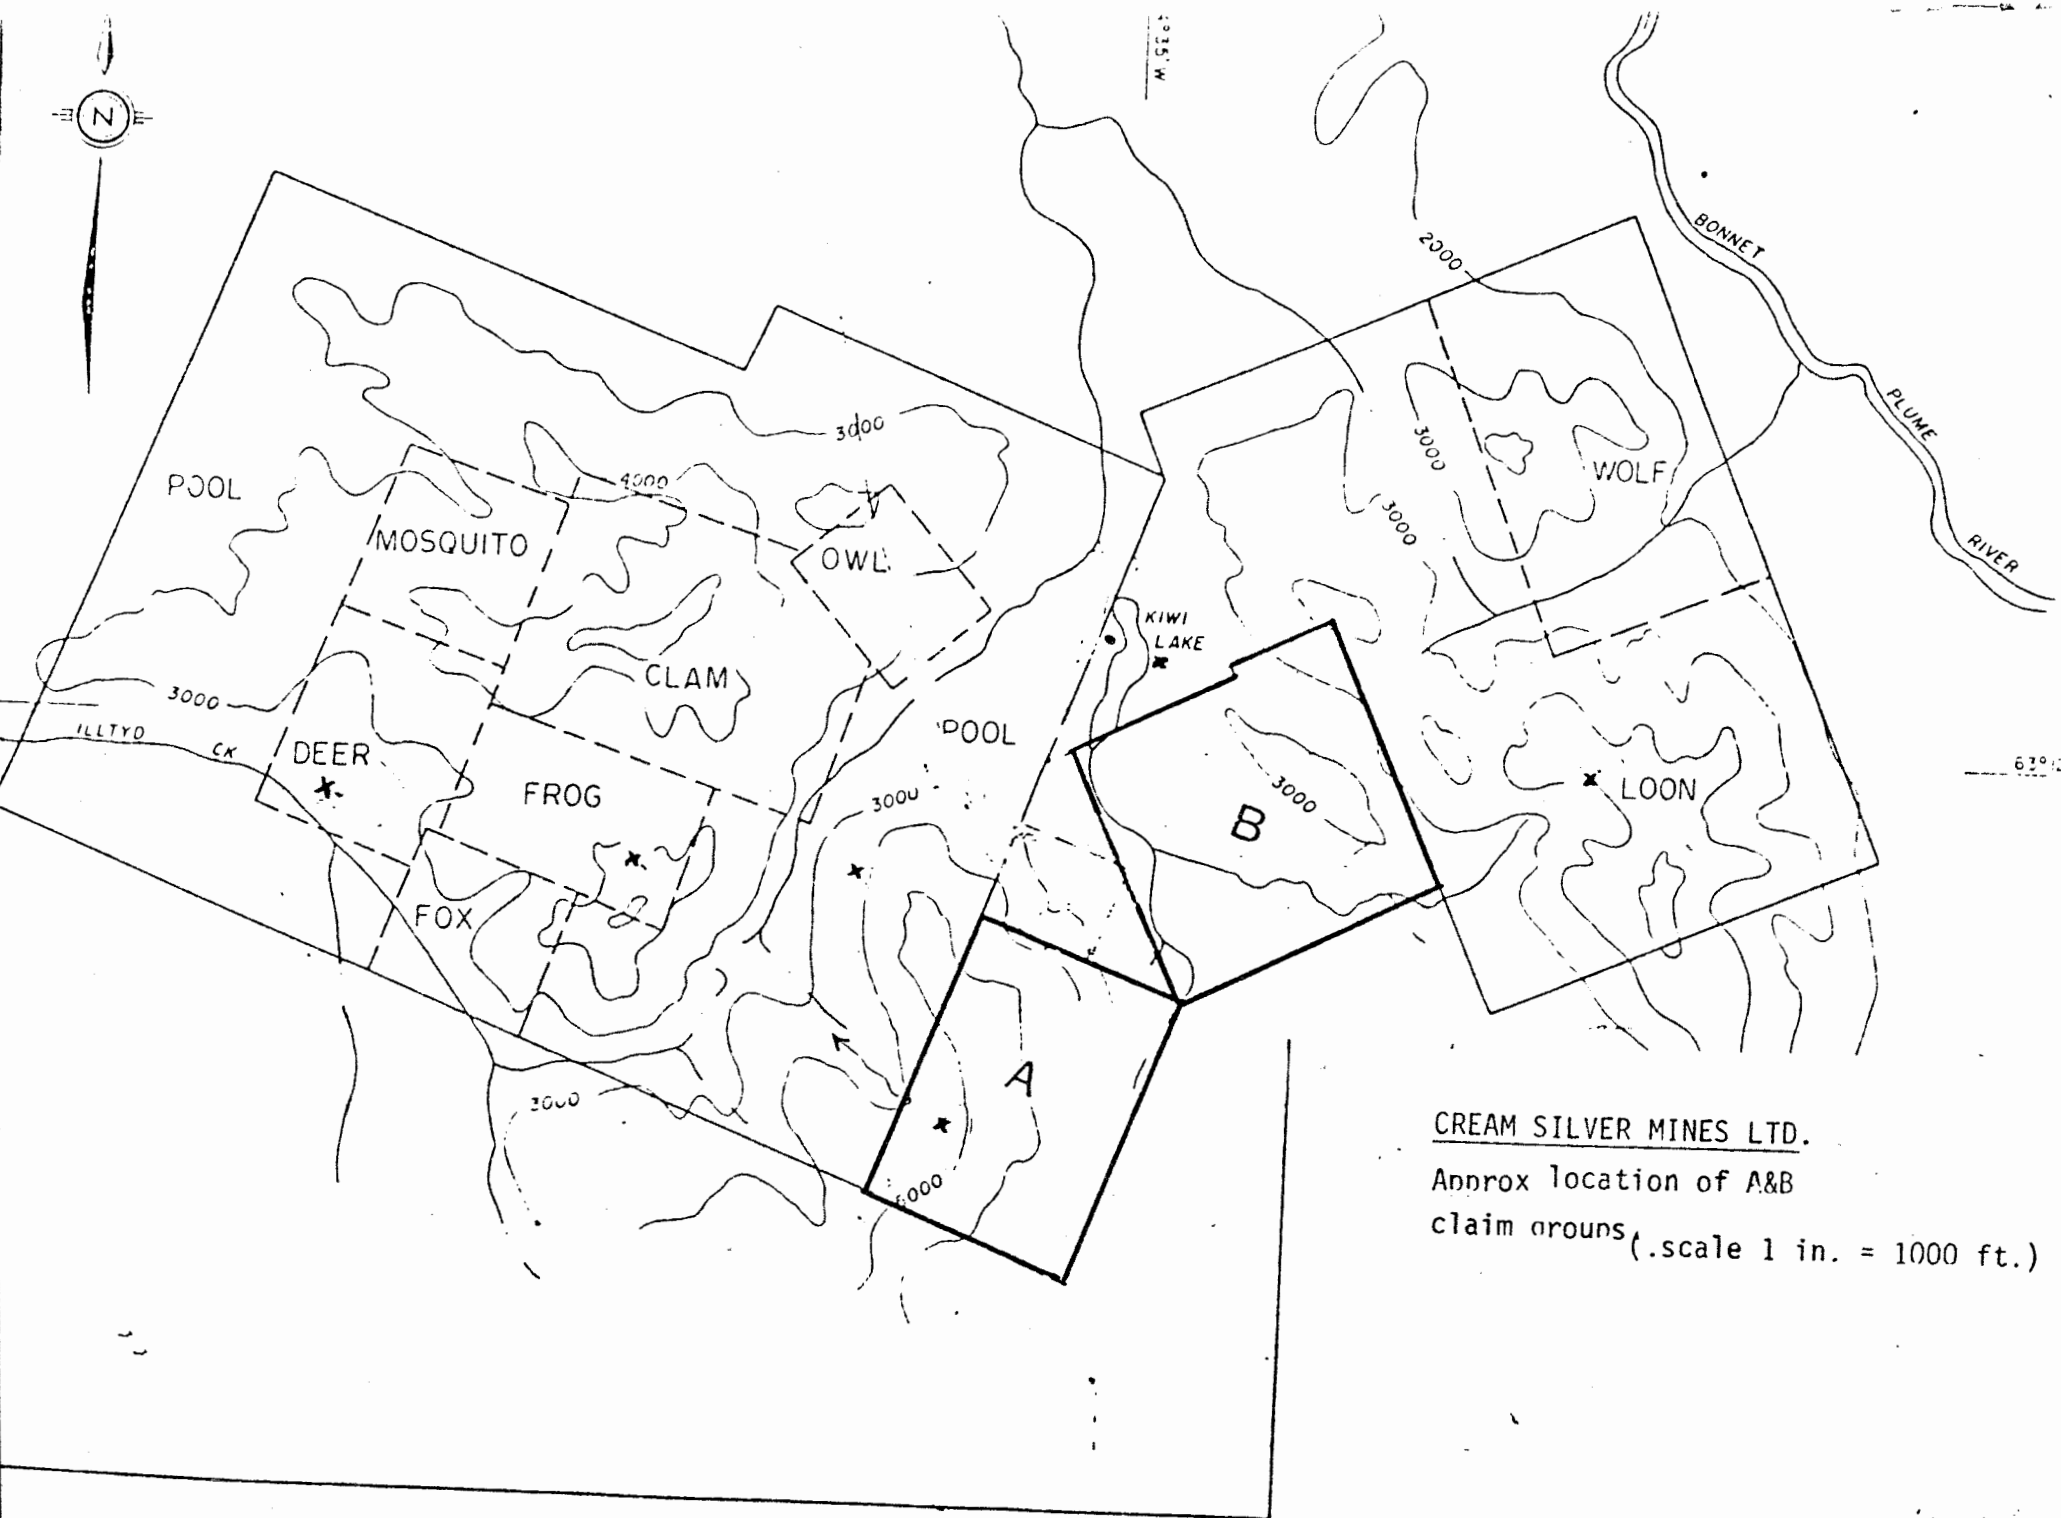 N
BONNET
PLUME
RIVER
2000
3000
4000
3000
3000
WOLF
POOL
MOSQUITO
OWL
KIWI
LAKE
CLAM
3000
ILLTYD
CK
DEER
POOL
FROG
3000
3000
B
LOON
FOX
A
3000
CREAM SILVER MINES LTD.
Approx location of A&B
claim groups.
(.scale 1 in. = 1000 ft.)